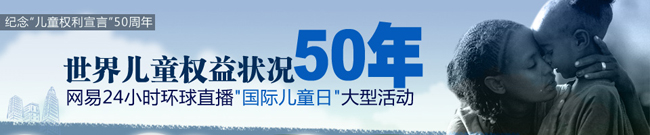 纪念“儿童权利宣言”50周年
世界儿童权益状况50年
网易24小时环球直播"国际儿童日"大型活动